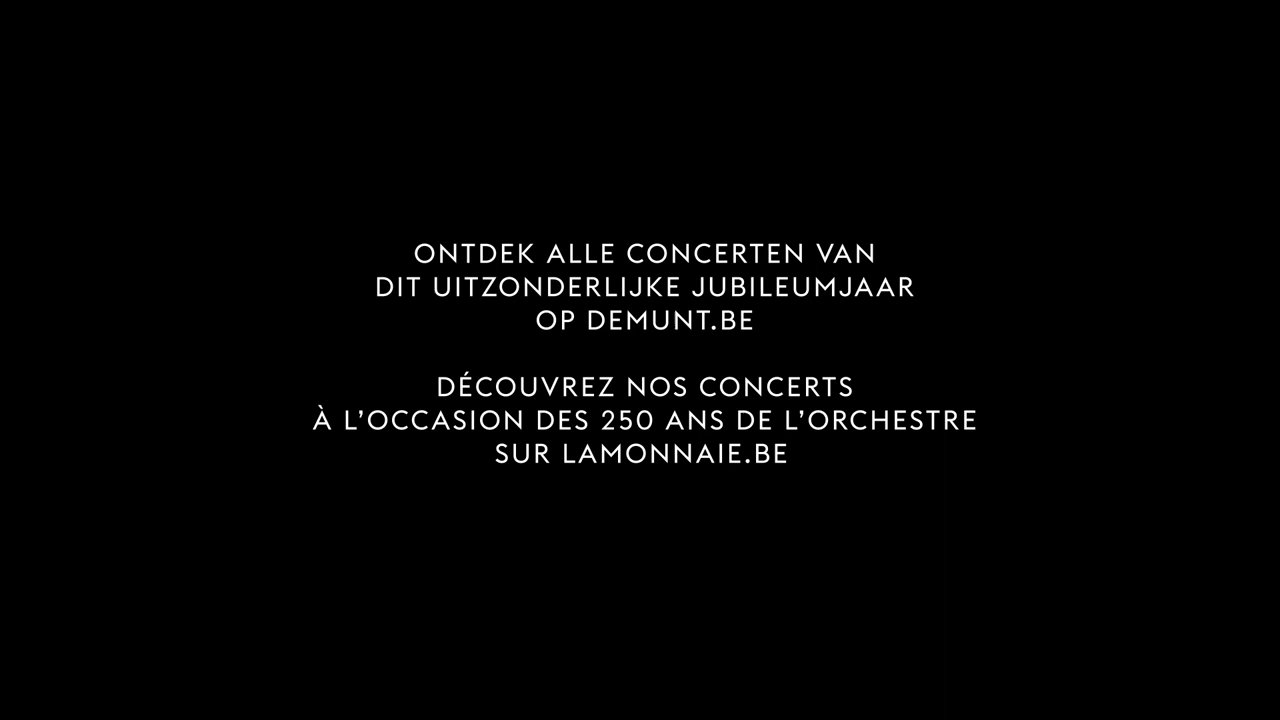 ONTDEK ALLE CONCERTEN VAN
DIT UITZONDERLIJKE JUBILEUMJAAR
OP DEMUNT.BE
DÉCOUVREZ NOS CONCERTS
À L’OCCASION DES 250 ANS DE L’ORCHESTRE
SUR LAMONNAIE.BE